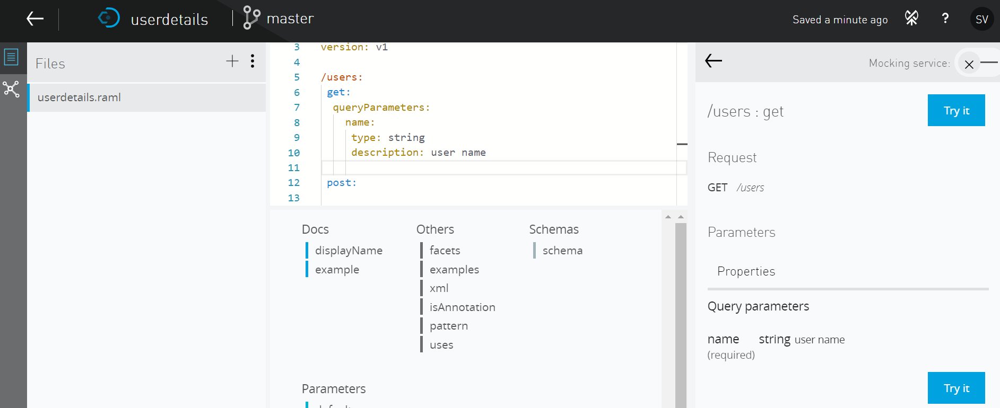 userdetails
master
Saved a minute ago
?
SV
Files
userdetails.raml
3 version: v1
4
5 /users:
6 get:
7 queryParameters:
8 name:
9 type: string
10 description: user name
11
12 post:
13
Docs
displayName
example
Others
facets
examples
xml
isAnnotation
pattern
uses
Schemas
schema
Parameters
Mocking service:
/users : get
Try it
Request
GET /users
Parameters
Properties
Query parameters
name string user name
(required)
Try it